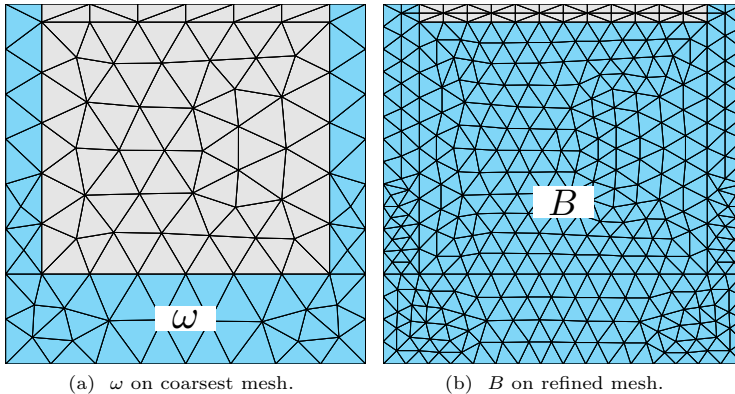 B
ω
(a) ω on coarsest mesh.
(b) B on refined mesh.